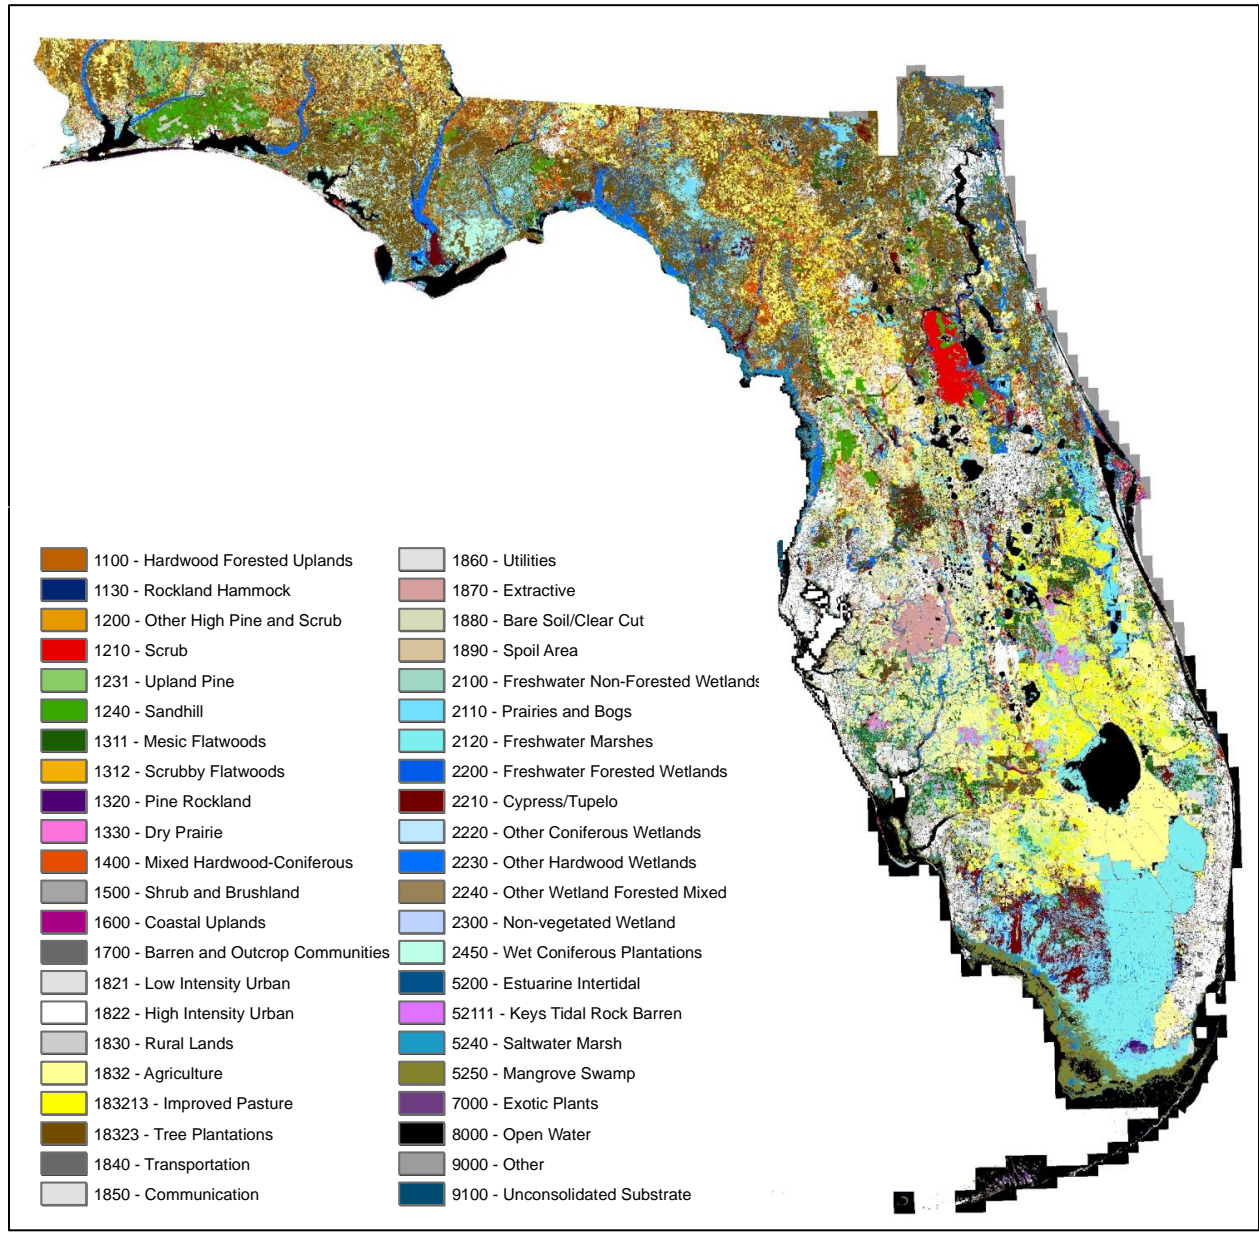 1100 - Hardwood Forested Uplands
1130 - Rockland Hammock
1200 - Other High Pine and Scrub
1210 - Scrub
1231 - Upland Pine
1240 - Sandhill
1311 - Mesic Flatwoods
1312 - Scrubby Flatwoods
1320 - Pine Rockland
1330 - Dry Prairie
1400 - Mixed Hardwood-Coniferous
1500 - Shrub and Brushland
1600 - Coastal Uplands
1700 - Barren and Outcrop Communities
1821 - Low Intensity Urban
1822 - High Intensity Urban
1830 - Rural Lands
1832 - Agriculture
183213 - Improved Pasture
18323 - Tree Plantations
1840 - Transportation
1850 - Communication
1860 - Utilities
1870 - Extractive
1880 - Bare Soil/Clear Cut
1890 - Spoil Area
2100 - Freshwater Non-Forested Wetlands
2110 - Prairies and Bogs
2120 - Freshwater Marshes
2200 - Freshwater Forested Wetlands
2210 - Cypress/Tupelo
2220 - Other Coniferous Wetlands
2230 - Other Hardwood Wetlands
2240 - Other Wetland Forested Mixed
2300 - Non-vegetated Wetland
2450 - Wet Coniferous Plantations
5200 - Estuarine Intertidal
52111 - Keys Tidal Rock Barren
5240 - Saltwater Marsh
5250 - Mangrove Swamp
7000 - Exotic Plants
8000 - Open Water
9000 - Other
9100 - Unconsolidated Substrate